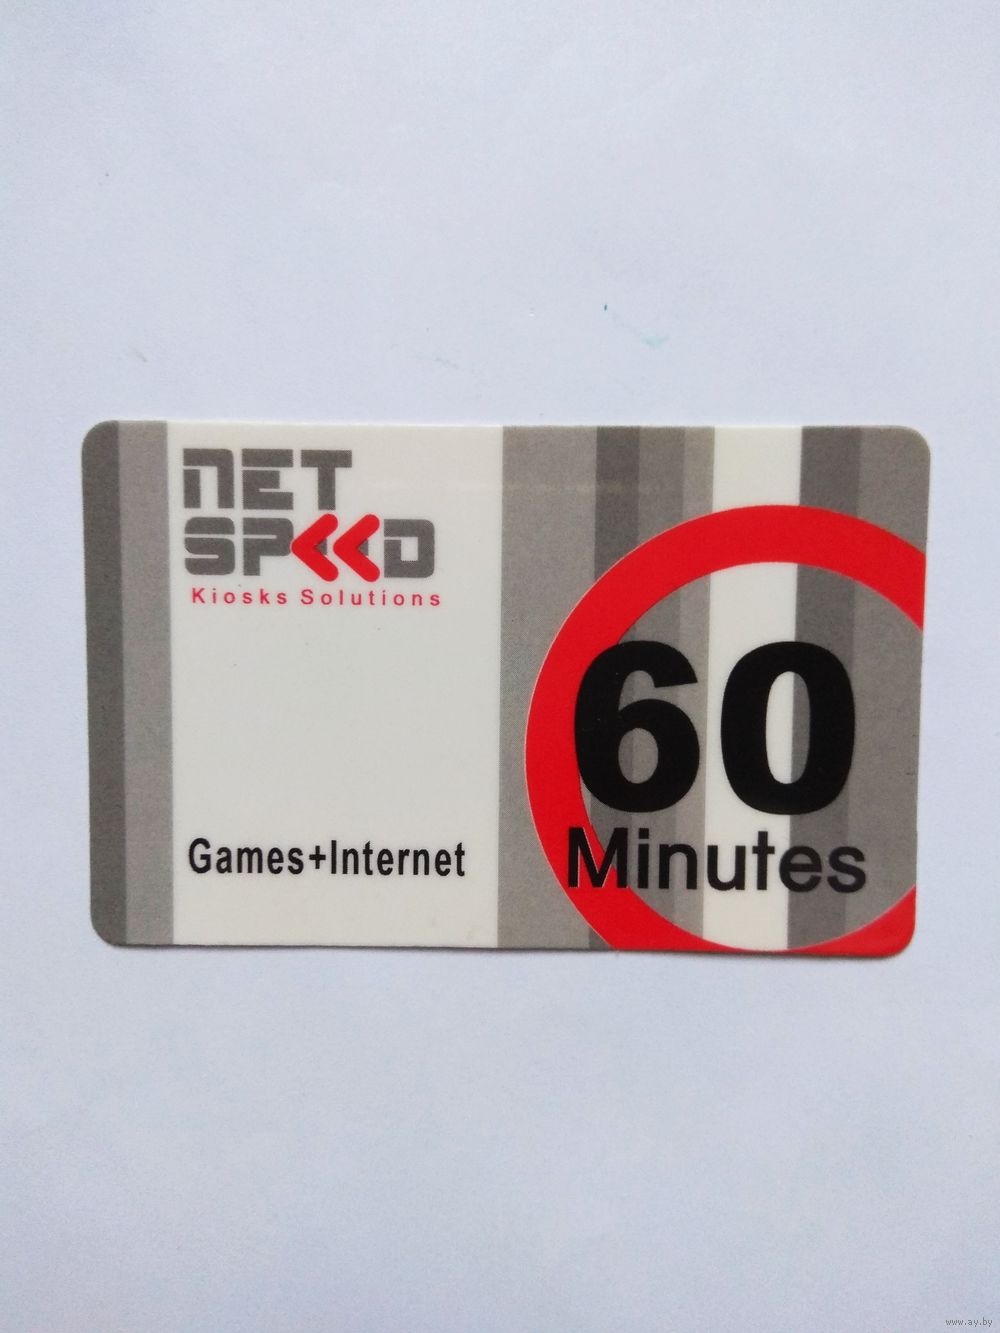 NET
SPEED
Kiosks Solutions
60
Minutes
Games+Internet
www.ay.by